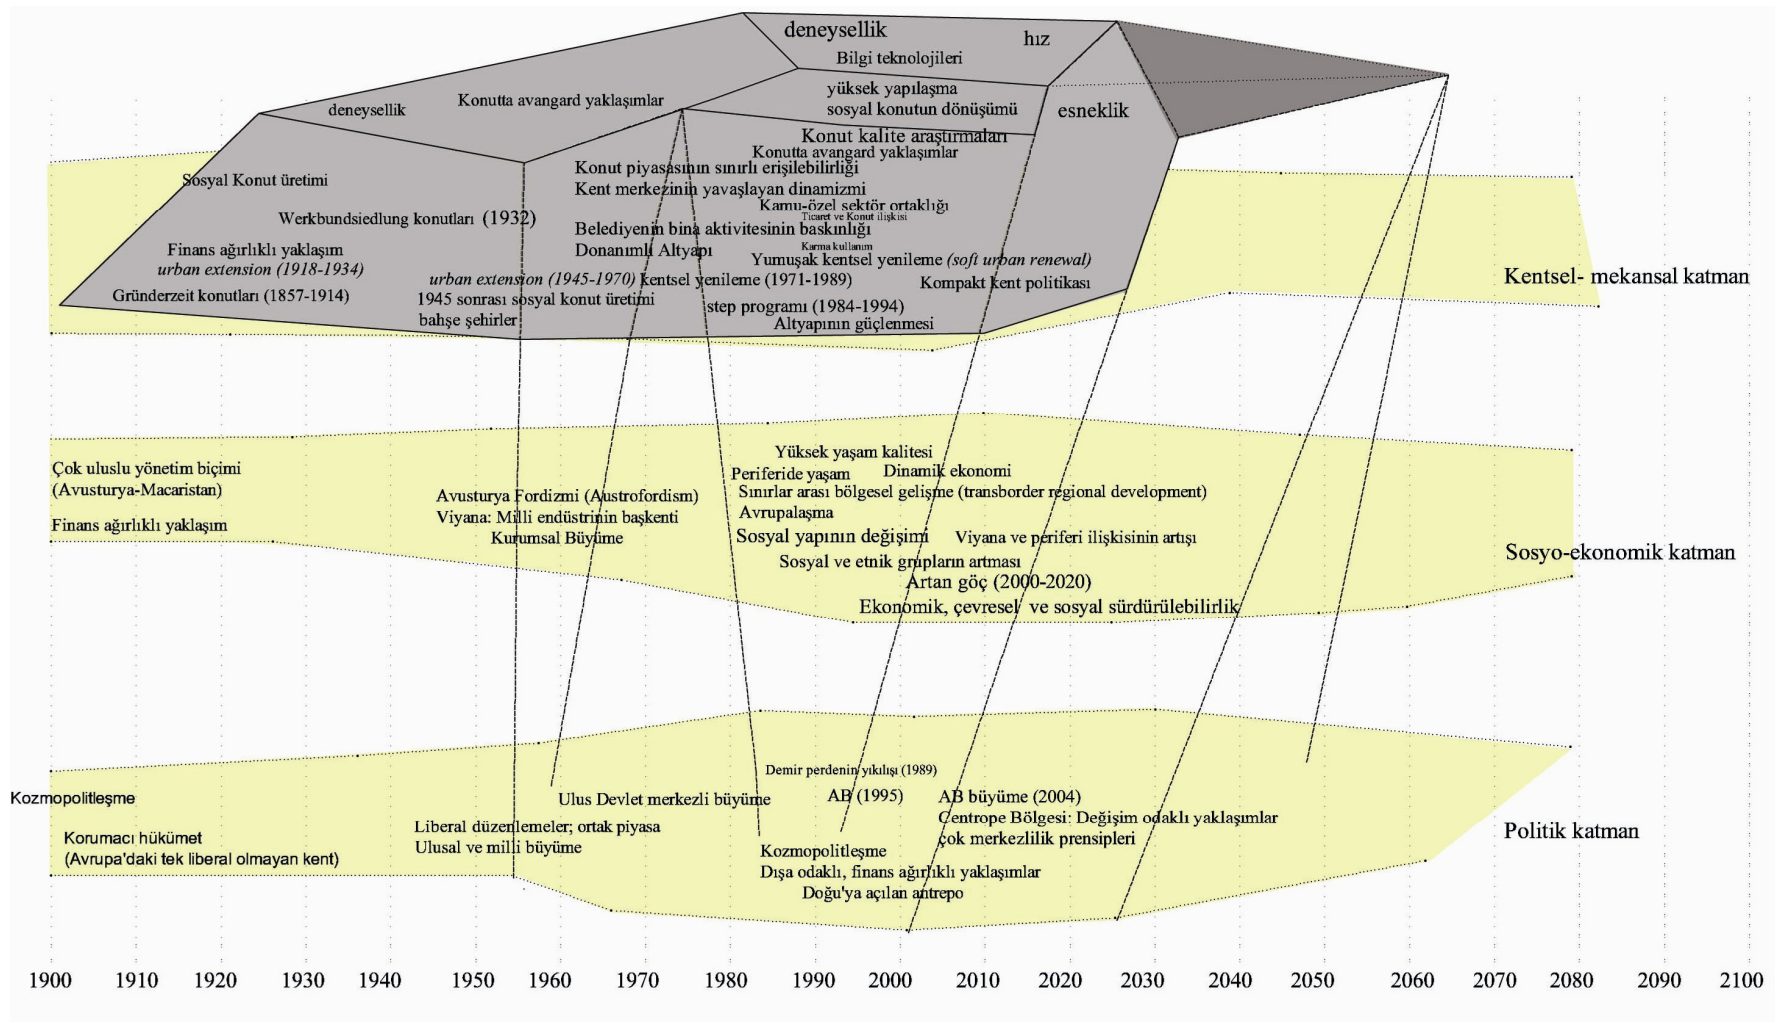 deneysellik
hız
Bilgi teknolojileri
deneysellik
Konutta avangard yaklaşımlar
yüksek yapılaşma
sosyal konutun dönüşümü
esneklik
Konut kalite araştırmaları
Konutta avangard yaklaşımlar
Konut piyasasının sınırlı erişilebilirliği
Sosyal Konut üretimi
Kent merkezinin yavaşlayan dinamizmi
Kamu-özel sektör ortaklığı
Werkbundsiedlung konutları (1932)
Ticaret ve Konut ilişkisi
Belediyenin bina aktivitesinin baskınlığı
Finans ağırlıklı yaklaşım
Donanımlı Altyapı
Karma kullanım
Yumuşak kentsel yenileme (soft urban renewal)
urban extension (1918-1934)
urban extension (1945-1970) kentsel yenileme (1971-1989)
Kompakt kent politikası
Kentsel- mekansal katman
Gründerzeit konutları (1857-1914)
1945 sonrası sosyal konut üretimi
bahşe şehirler
step programı (1984-1994)
Altyapının güçlenmesi
Yüksek yaşam kalitesi
Çok uluslu yönetim biçimi
(Avusturya-Macaristan)
Periferide yaşam
Dinamik ekonomi
Avusturya Fordizmi (Austrofordism)
Sınırlar arası bölgesel gelişme (transborder regional development)
Viyana: Milli endüstrinin başkenti
Avrupalaşma
Finans ağırlıklı yaklaşım
Kurumsal Büyüme
Sosyal yapının değişimi
Viyana ve periferi ilişkisinin artışı
Sosyo-ekonomik katman
Sosyal ve etnik grupların artması
Artan göç (2000-2020)
Ekonomik, çevresel ve sosyal sürdürülebilirlik
Demir perdenin yıkılışı (1989)
Kozmopolitleşme
Ulus Devlet merkezli büyüme
AB (1995)
AB büyüme (2004)
Centrope Bölgesi: Değişim odaklı yaklaşımlar
çok merkezlilik prensipleri
Korumacı hükümet
(Avrupa'daki tek liberal olmayan kent)
Liberal düzenlemeler; ortak piyasa
Ulusal ve milli büyüme
Politik katman
Kozmopolitleşme
Dışa odaklı, finans ağırlıklı yaklaşımlar
Doğu'ya açılan antrepo
1900 1910 1920 1930 1940 1950 1960 1970 1980 1990 2000 2010 2020 2030 2040 2050 2060 2070 2080 2090 2100